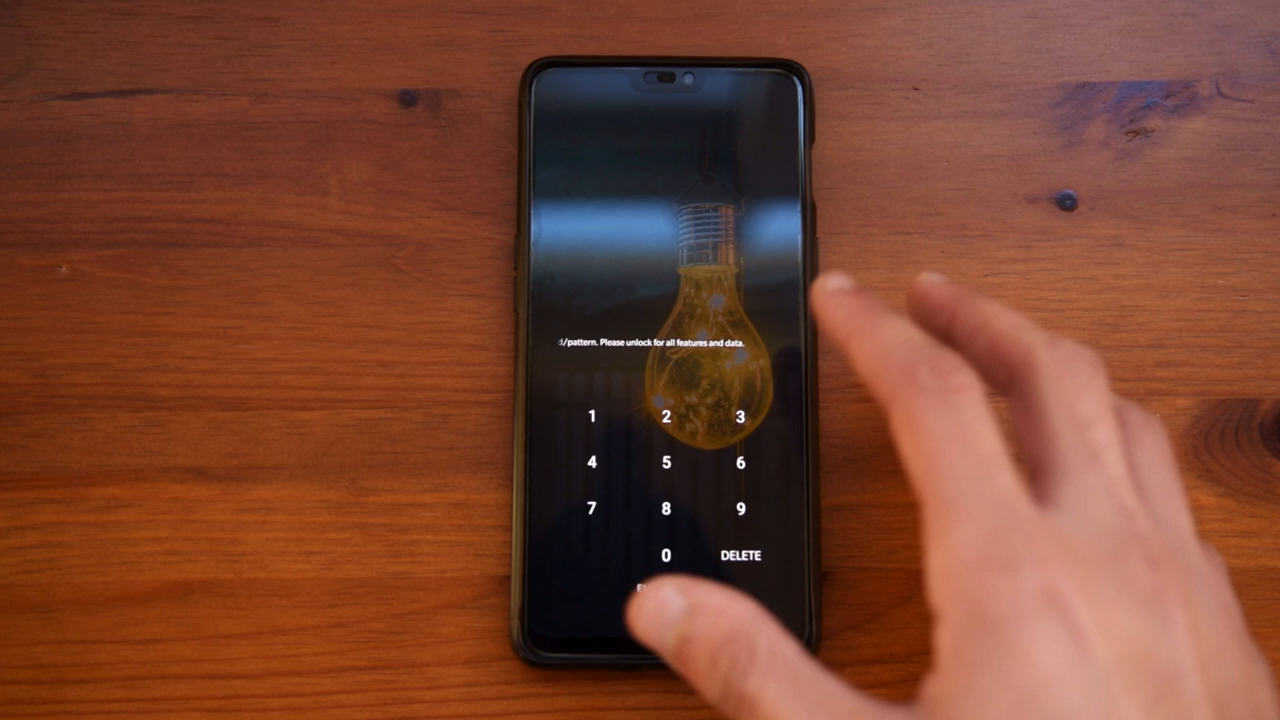 /pattern. Please unlock for all features and data.
1 2 3
4 5 6
7 8 9
0 DELETE